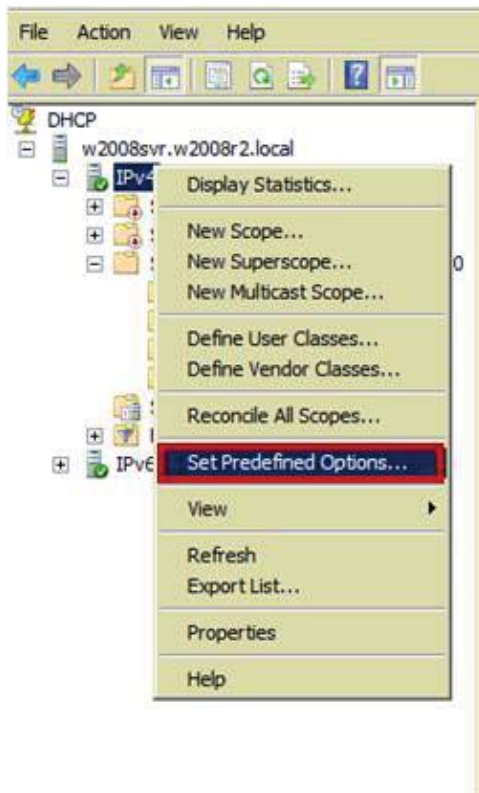 File Action View Help
DHCP
w2008svr.w2008r2.local
IPv4
Display Statistics...
New Scope...
New Superscope...
0
New Multicast Scope...
Define User Classes...
Define Vendor Classes...
Reconcile All Scopes...
IPv6
Set Predefined Options...
View
Refresh
Export List...
Properties
Help